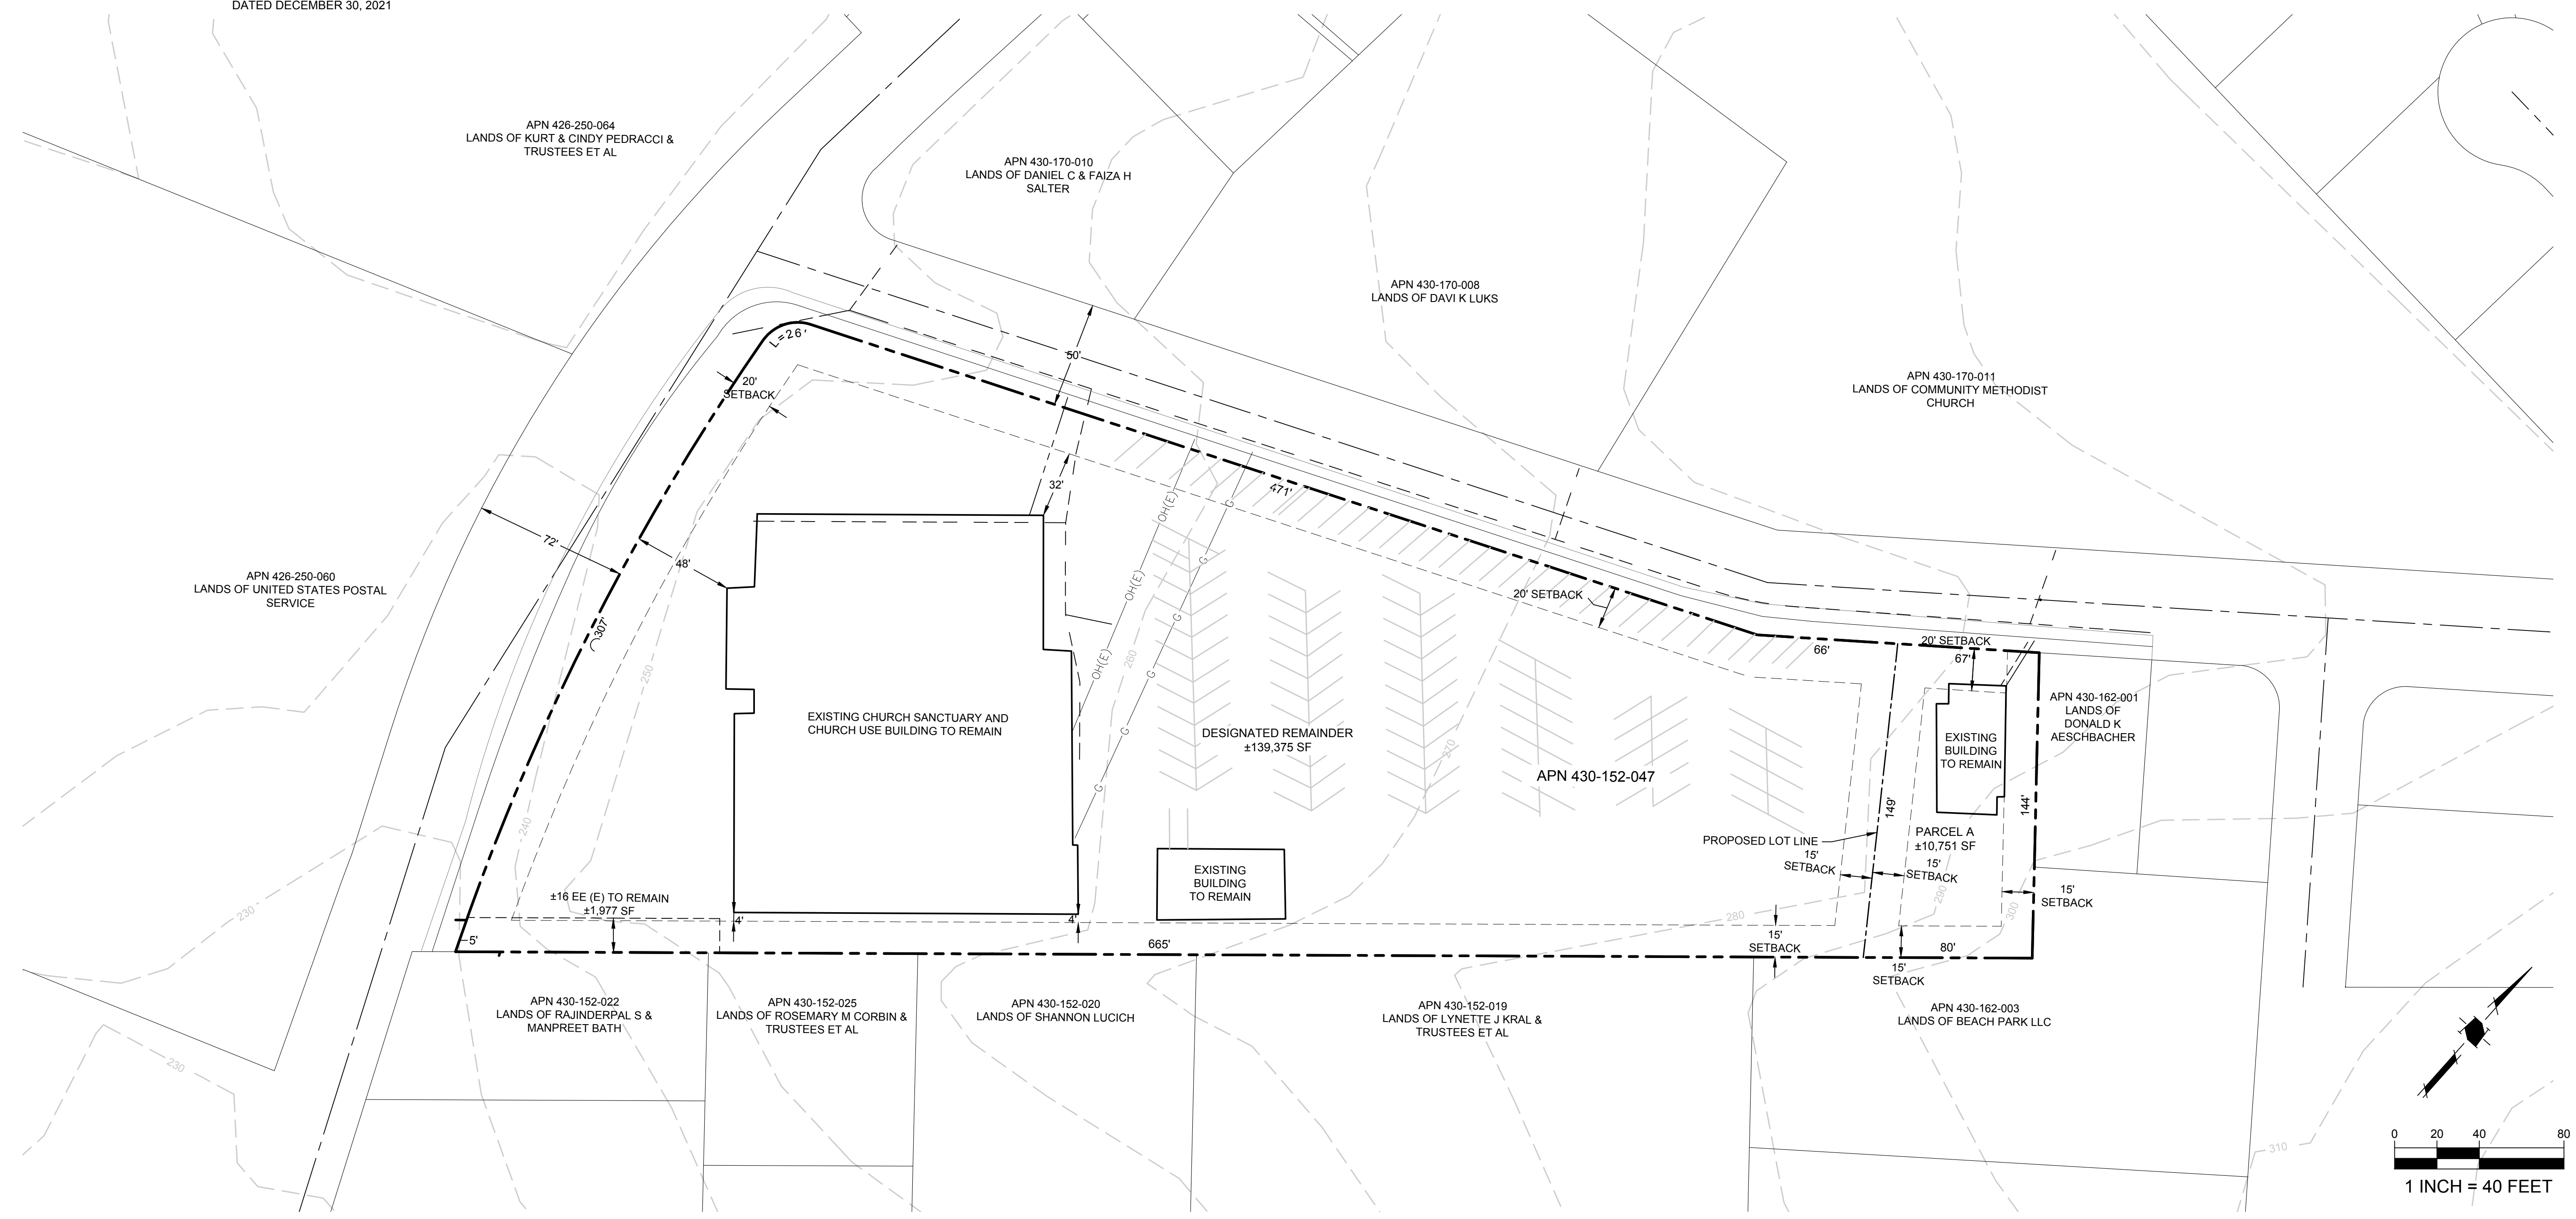 DATED DECEMBER 30, 2021
APN 426-250-064
LANDS OF KURT & CINDY PEDRACCI &
TRUSTEES ET AL
APN 430-170-010
LANDS OF DANIEL C & FAIZA H
SALTER
APN 430-170-008
LANDS OF DAVI K LUKS
APN 430-170-011
LANDS OF COMMUNITY METHODIST
CHURCH
L=26'
20'
SETBACK
50'
32'
471'
OH(E)
OH(E)
OH(E)
G
G
G
G
G
G
72'
48'
APN 426-250-060
LANDS OF UNITED STATES POSTAL
SERVICE
307'
250
260
240
270
20' SETBACK
66'
20' SETBACK
67'
APN 430-162-001
LANDS OF
DONALD K
AESCHBACHER
EXISTING CHURCH SANCTUARY AND
CHURCH USE BUILDING TO REMAIN
DESIGNATED REMAINDER
±139,375 SF
APN 430-152-047
EXISTING
BUILDING
TO REMAIN
149'
144'
PROPOSED LOT LINE
PARCEL A
±10,751 SF
15'
SETBACK
15'
SETBACK
15'
SETBACK
EXISTING
BUILDING
TO REMAIN
±16 EE (E) TO REMAIN
±1,977 SF
4'
4'
5'
665'
280
290
300
15'
SETBACK
80'
15'
SETBACK
230
230
APN 430-152-022
LANDS OF RAJINDERPAL S &
MANPREET BATH
APN 430-152-025
LANDS OF ROSEMARY M CORBIN &
TRUSTEES ET AL
APN 430-152-020
LANDS OF SHANNON LUCICH
APN 430-152-019
LANDS OF LYNETTE J KRAL &
TRUSTEES ET AL
APN 430-162-003
LANDS OF BEACH PARK LLC
310
0 20 40 80
1 INCH = 40 FEET